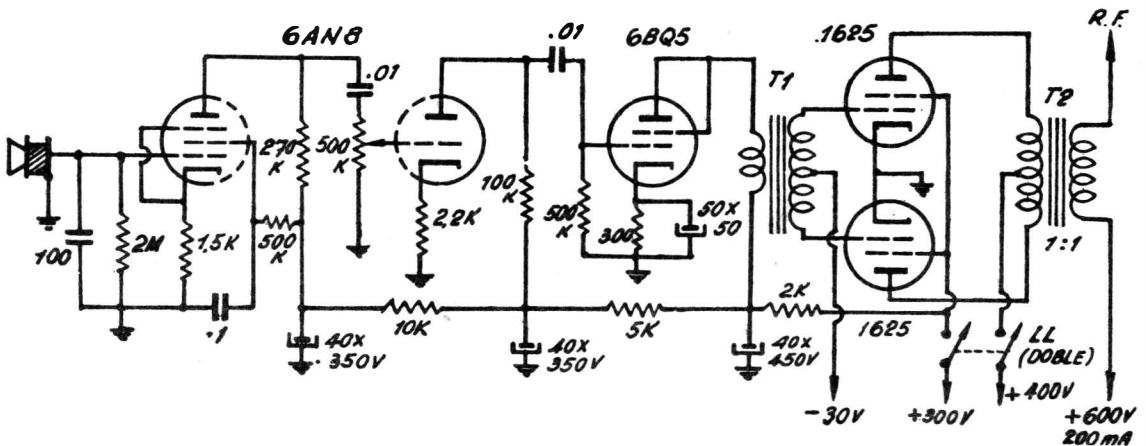 6AN8
.01
6BQ5
.1625
R.F.
.01
T1
T2
270
K
500
K
100
K
500
K
300
50 x
50
100
2M
1.5K
500
K
2,2K
1:1
.1
10K
5K
2K
1625
40x
.350V
40x
350V
40x
450V
LL
(DOBLE)
-30V
+300V
+400V
+600V
200mA